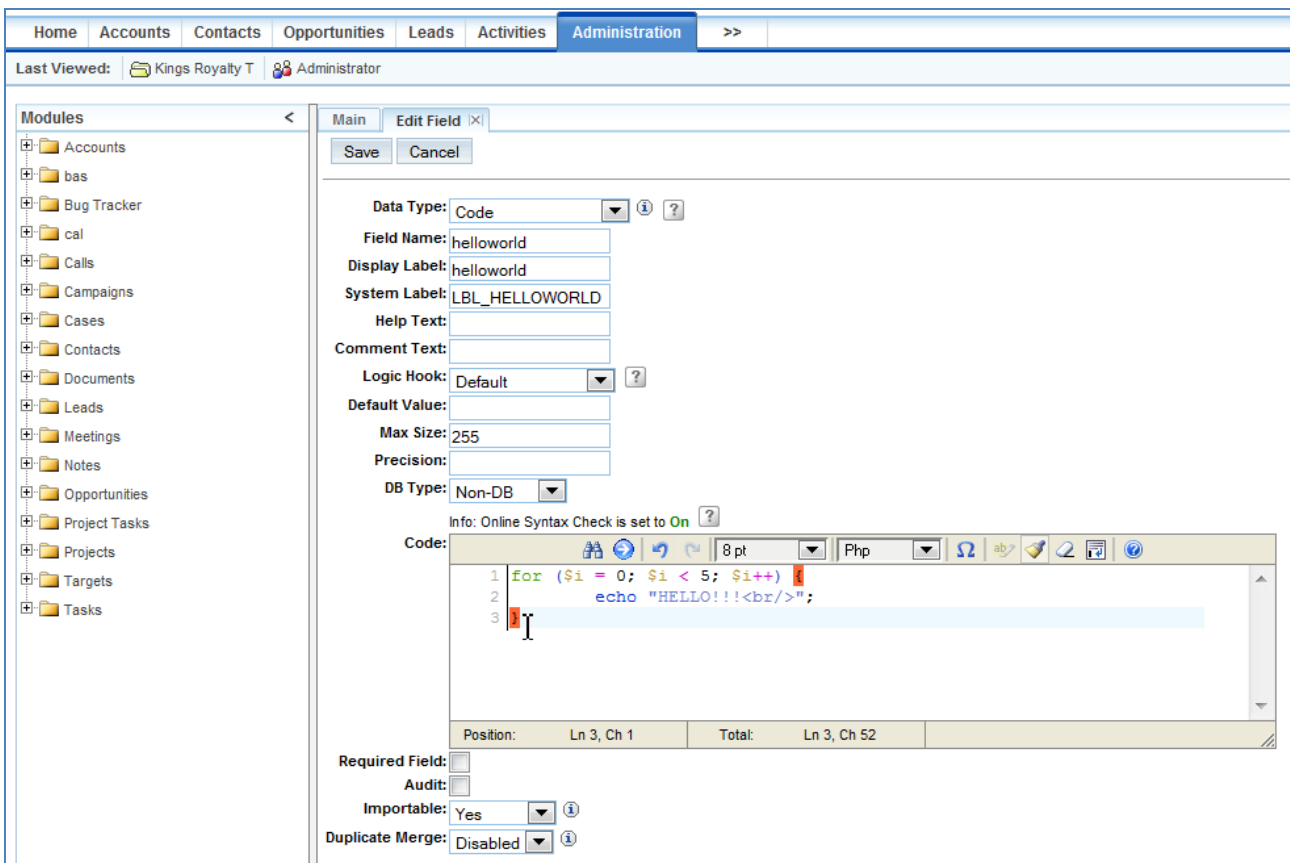 Home Accounts Contacts Opportunities Leads Activities Administration >>
Last Viewed: Kings Royalty T Administrator
Modules <
Accounts
bas
Bug Tracker
cal
Calls
Campaigns
Cases
Contacts
Documents
Leads
Meetings
Notes
Opportunities
Project Tasks
Projects
Targets
Tasks
Main Edit Field
Save Cancel
Data Type: Code
Field Name: helloworld
Display Label: helloworld
System Label: LBL_HELLOWORLD
Help Text:
Comment Text:
Logic Hook: Default
Default Value:
Max Size: 255
Precision:
DB Type: Non-DB
Info: Online Syntax Check is set to On
Code:
8 pt Php
1 for ($i = 0; $i < 5; $i++) {
2 echo "HELLO!!!<br/>";
3 }
Position: Ln 3, Ch 1 Total: Ln 3, Ch 52
Required Field:
Audit:
Importable: Yes
Duplicate Merge: Disabled